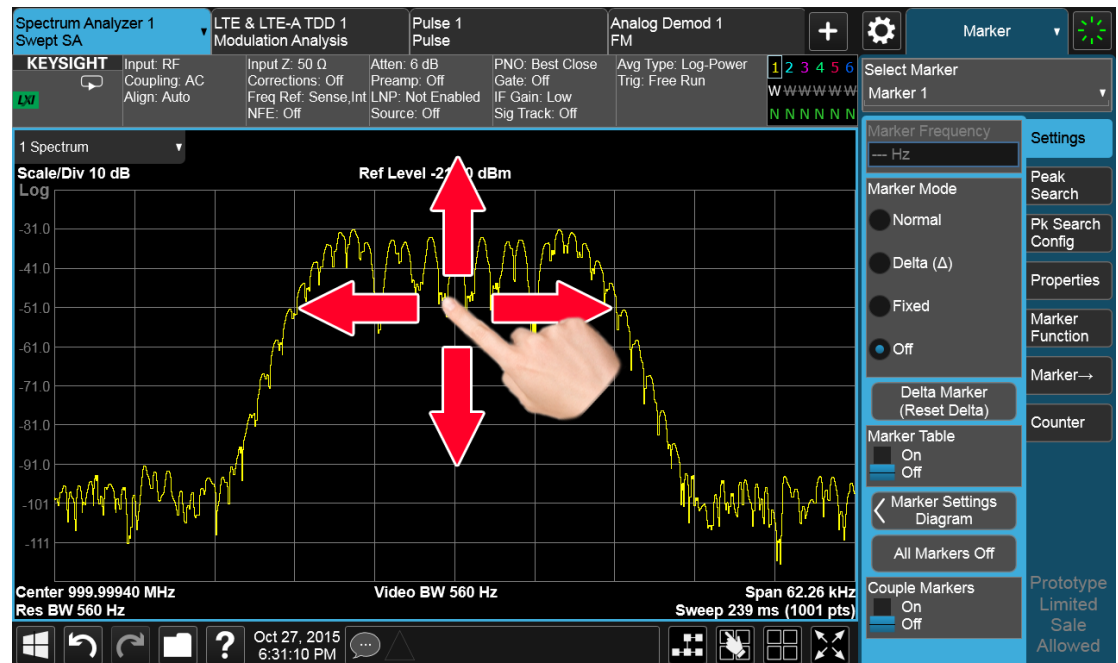 Spectrum Analyzer 1
Swept SA
LTE & LTE-A TDD 1
Modulation Analysis
Pulse 1
Pulse
Analog Demod 1
FM
+
Marker
KEYSIGHT
LXI
Input: RF
Coupling: AC
Align: Auto
Input Z: 50 Ω
Corrections: Off
Freq Ref: Sense,Int
NFE: Off
Atten: 6 dB
Preamp: Off
LNP: Not Enabled
Source: Off
PNO: Best Close
Gate: Off
IF Gain: Low
Sig Track: Off
Avg Type: Log-Power
Trig: Free Run
1 2 3 4 5 6
W W W W W W
N N N N N N
Select Marker
Marker 1
1 Spectrum
Scale/Div 10 dB
Ref Level
dBm
Log
-31.0
-41.0
-51.0
-61.0
-71.0
-81.0
-91.0
-101
-111
Center 999.99940 MHz
Video BW 560 Hz
Span 62.26 kHz
Res BW 560 Hz
Sweep 239 ms (1001 pts)
Marker Frequency
--- Hz
Marker Mode
Normal
Delta (Δ)
Fixed
Off
Delta Marker
(Reset Delta)
Marker Table
On
Off
Marker Settings
Diagram
All Markers Off
Couple Markers
On
Off
Settings
Peak
Search
Pk Search
Config
Properties
Marker
Function
Marker→
Counter
Prototype
Limited
Sale
Allowed
?
Oct 27, 2015
6:31:10 PM